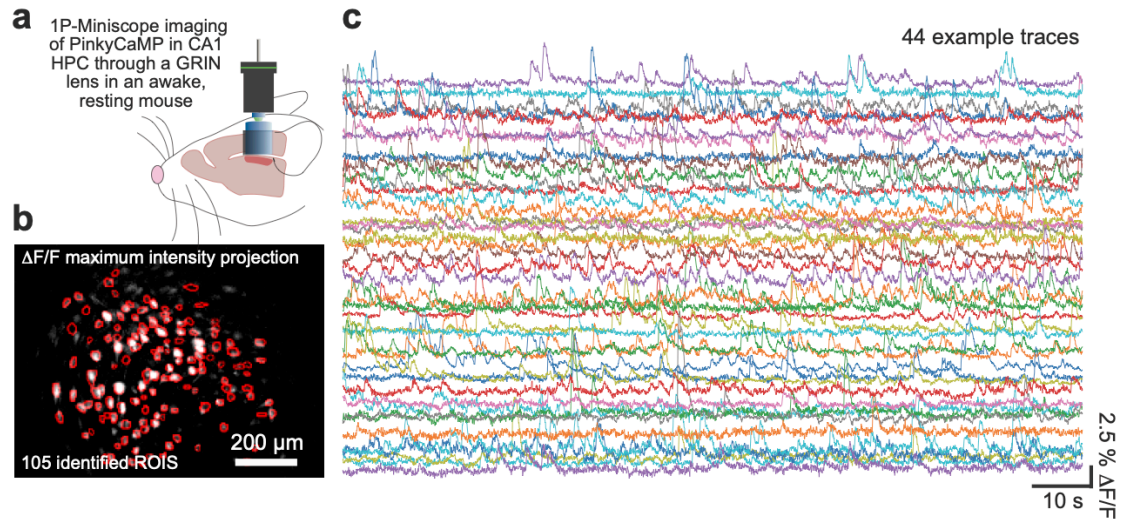 a
1P-Miniscope imaging
of PinkyCaMP in CA1
HPC through a GRIN
lens in an awake,
resting mouse
b
ΔF/F maximum intensity projection
105 identified ROIS
200 μm
c
44 example traces
2.5 % ΔF/F
10 s